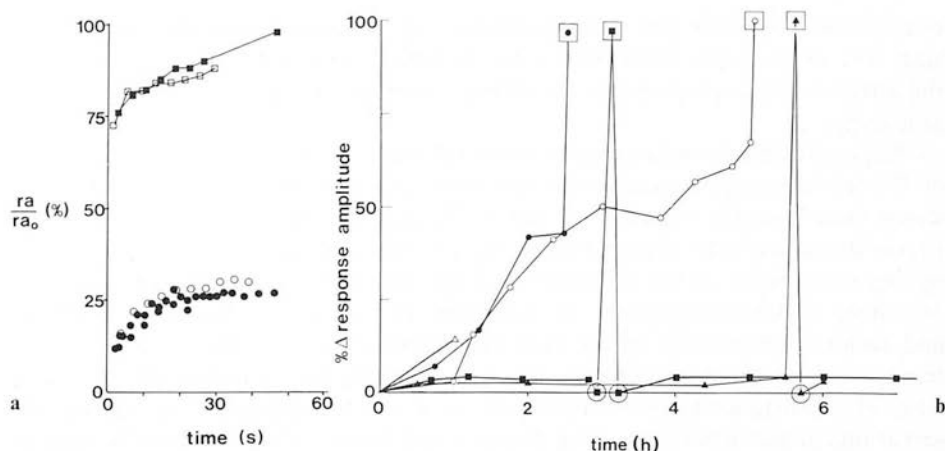 100
75
ra
ra₀ (%)
50
25
0
0 30 60
time (s)
a
100
50
0
% Δ response amplitude
0 2 4 6
time (h)
b